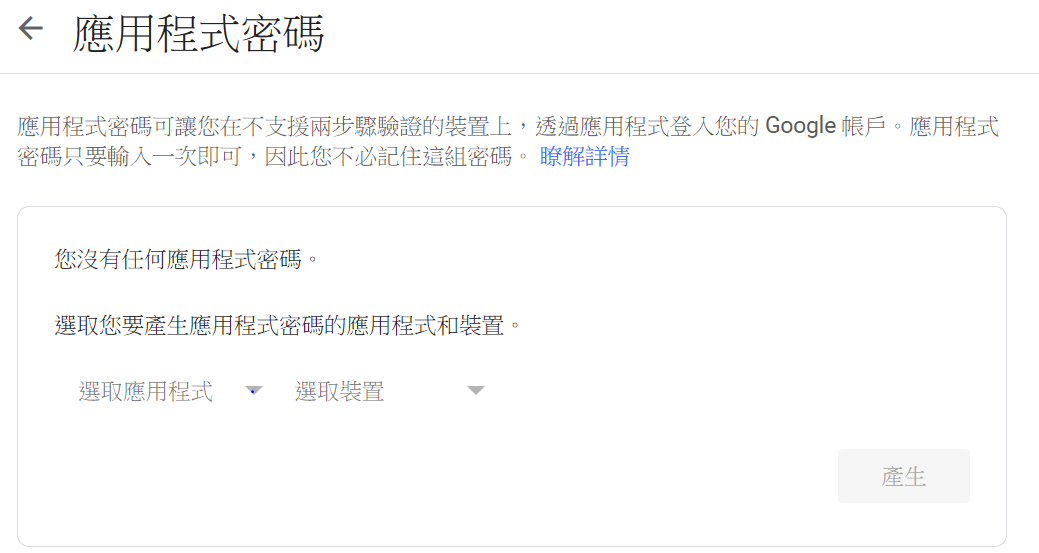 應用程式密碼
應用程式密碼可讓您在不支援兩步驟驗證的裝置上，透過應用程式登入您的 Google 帳戶。應用程式
密碼只要輸入一次即可，因此您不必記住這組密碼。 瞭解詳情
您沒有任何應用程式密碼。
選取您要產生應用程式密碼的應用程式和裝置。
選取應用程式 選取裝置
產生